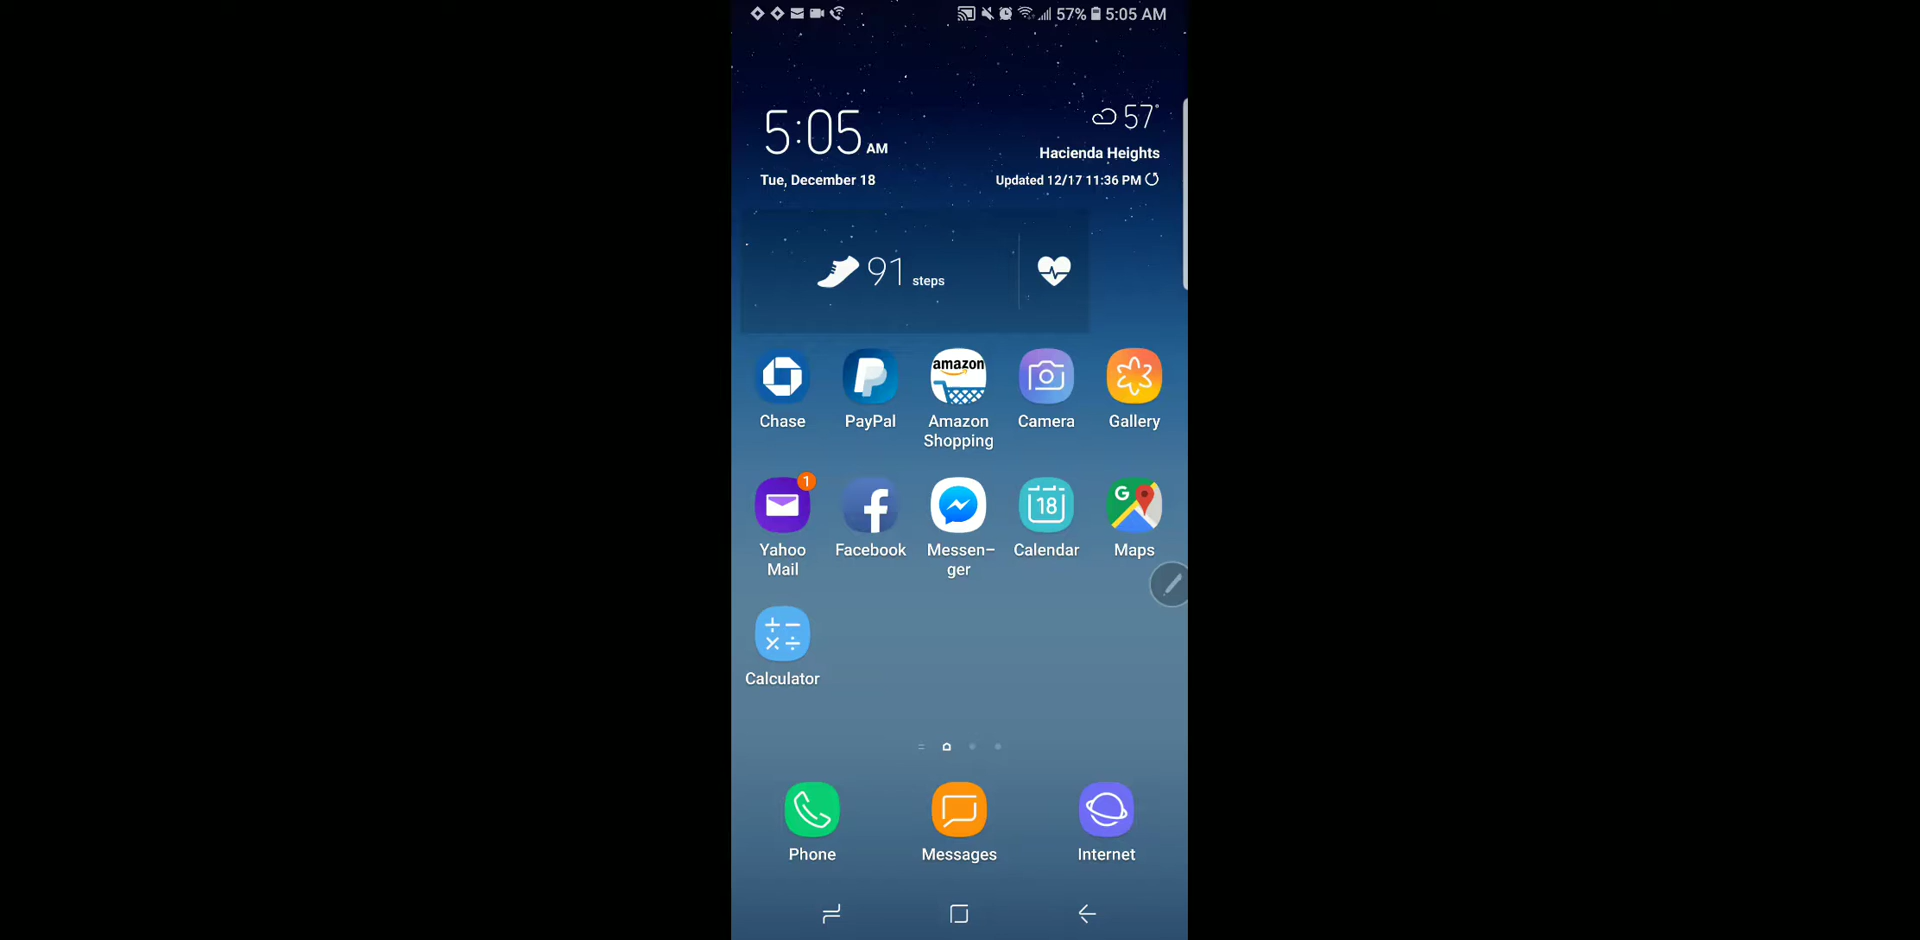 57% 5:05 AM
5:05 AM
57°
Hacienda Heights
Tue, December 18
Updated 12/17 11:36 PM
91 steps
Chase
PayPal
amazon
Amazon
Shopping
Camera
Gallery
1
Yahoo
Mail
Facebook
Messen-
ger
18
Calendar
G
Maps
Calculator
Phone
Messages
Internet